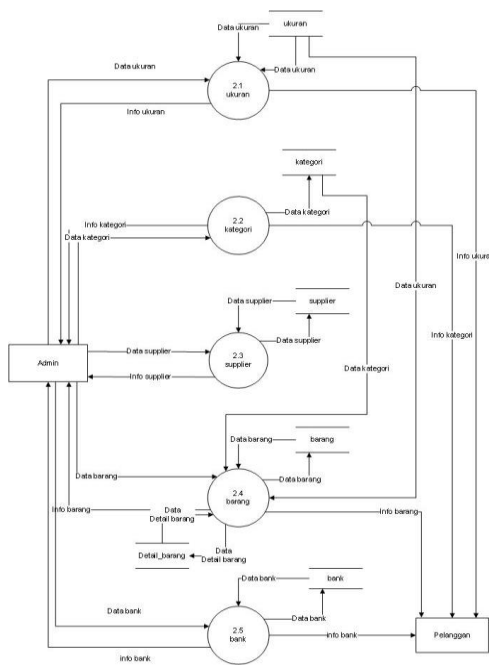 ukuran
Data ukuran
Data ukuran
Data ukuran
2.1
ukuran
Info ukuran
kategori
Data kategori
Info kategori
2.2
kategori
Data kategori
Info ukura
Data ukuran
Data supplier
supplier
Info kategori
Data supplier
Data supplier
2.3
supplier
Admin
Data kategori
Info supplier
Data barang
barang
Data barang
Data barang
2.4
barang
Info barang
Data
Detail barang
Info barang
Detail_barang
Data
Detail barang
Data bank
bank
Data bank
Data bank
2.5
bank
info bank
Pelanggan
info bank